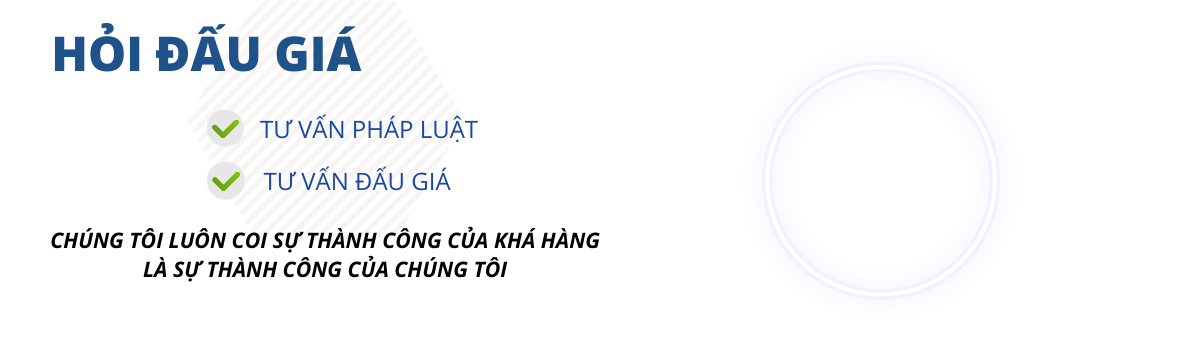 HỎI ĐẤU GIÁ
TƯ VẤN PHÁP LUẬT
TƯ VẤN ĐẤU GIÁ
CHÚNG TÔI LUÔN COI SỰ THÀNH CÔNG CỦA KHÁ HÀNG
LÀ SỰ THÀNH CÔNG CỦA CHÚNG TÔI